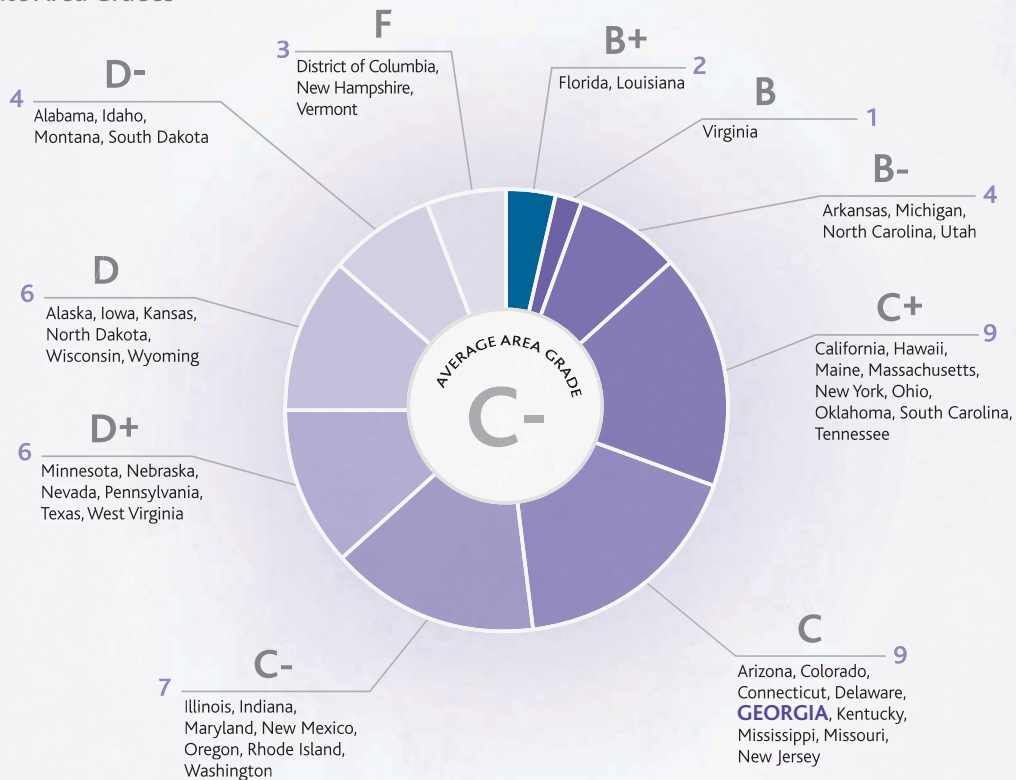 F
3
District of Columbia,
New Hampshire,
Vermont
B+
2
Florida, Louisiana
B
1
Virginia
B-
4
Arkansas, Michigan,
North Carolina, Utah
C+
9
California, Hawaii,
Maine, Massachusetts,
New York, Ohio,
Oklahoma, South Carolina,
Tennessee
C
9
Arizona, Colorado,
Connecticut, Delaware,
GEORGIA, Kentucky,
Mississippi, Missouri,
New Jersey
C-
7
Illinois, Indiana,
Maryland, New Mexico,
Oregon, Rhode Island,
Washington
D+
6
Minnesota, Nebraska,
Nevada, Pennsylvania,
Texas, West Virginia
D
6
Alaska, Iowa, Kansas,
North Dakota,
Wisconsin, Wyoming
D-
4
Alabama, Idaho,
Montana, South Dakota
AVERAGE AREA GRADE
C-